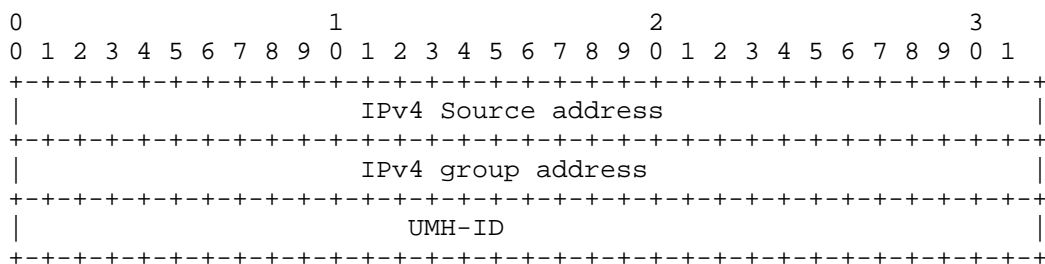 0                   1                   2                   3
0 1 2 3 4 5 6 7 8 9 0 1 2 3 4 5 6 7 8 9 0 1 2 3 4 5 6 7 8 9 0 1
+-+-+-+-+-+-+-+-+-+-+-+-+-+-+-+-+-+-+-+-+-+-+-+-+-+-+-+-+-+-+-+-+
|                     IPv4 Source address                       |
+-+-+-+-+-+-+-+-+-+-+-+-+-+-+-+-+-+-+-+-+-+-+-+-+-+-+-+-+-+-+-+-+
|                     IPv4 group address                        |
+-+-+-+-+-+-+-+-+-+-+-+-+-+-+-+-+-+-+-+-+-+-+-+-+-+-+-+-+-+-+-+-+
|                        UMH-ID                                 |
+-+-+-+-+-+-+-+-+-+-+-+-+-+-+-+-+-+-+-+-+-+-+-+-+-+-+-+-+-+-+-+-+